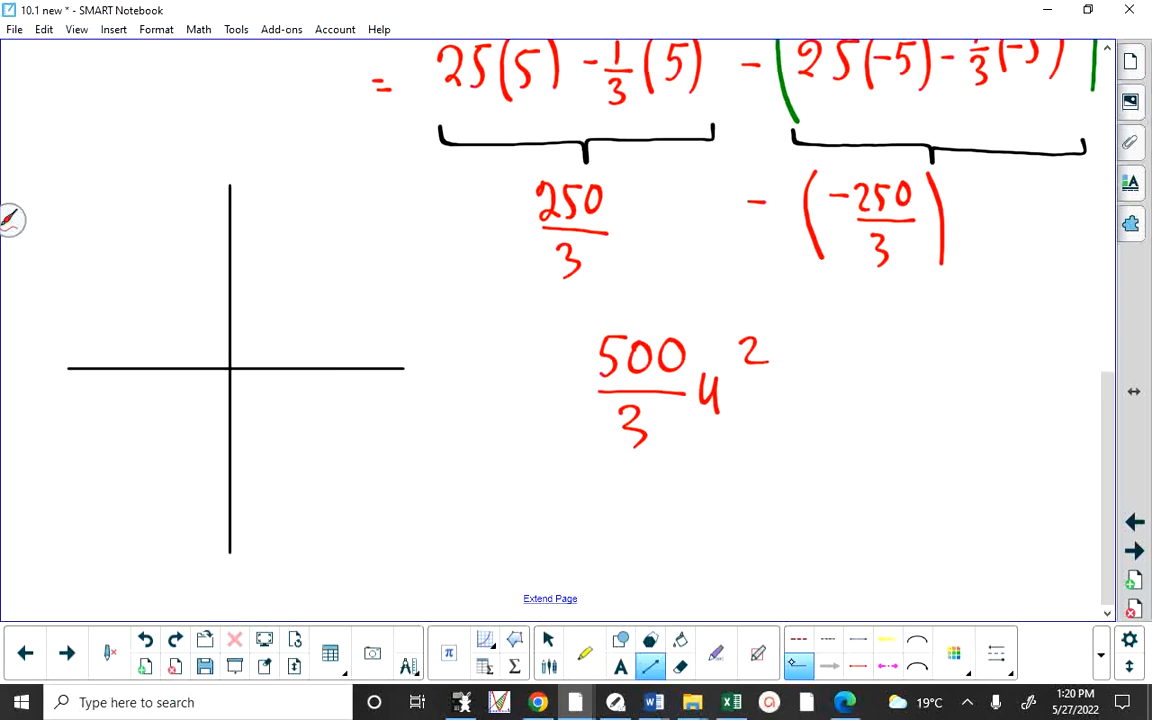 10.1 new * - SMART Notebook
File Edit View Insert Format Math Tools Add-ons Account Help
= 25(5) - 1/3 (5) - (25(-5) - 1/3 (-5)
250/3 - (-250/3)
500/3 u 2
Extend Page
Type here to search
19°C
1:20 PM
5/27/2022